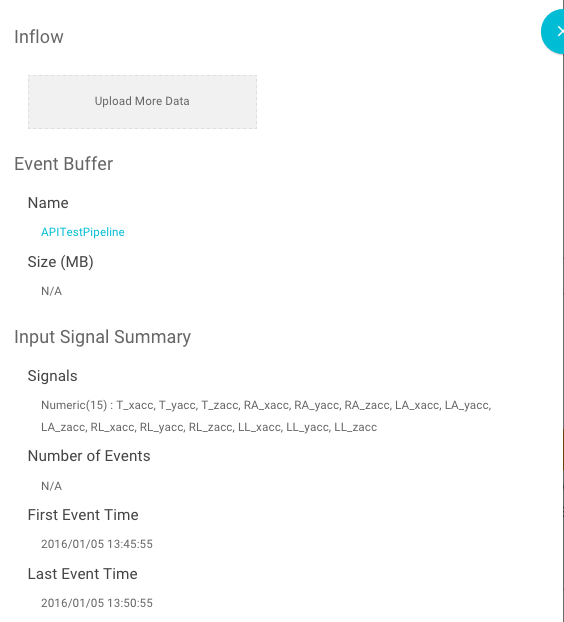 Inflow
Upload More Data
Event Buffer
Name
APITestPipeline
Size (MB)
N/A
Input Signal Summary
Signals
Numeric(15) : T_xacc, T_yacc, T_zacc, RA_xacc, RA_yacc, RA_zacc, LA_xacc, LA_yacc,
LA_zacc, RL_xacc, RL_yacc, RL_zacc, LL_xacc, LL_yacc, LL_zacc
Number of Events
N/A
First Event Time
2016/01/05 13:45:55
Last Event Time
2016/01/05 13:50:55